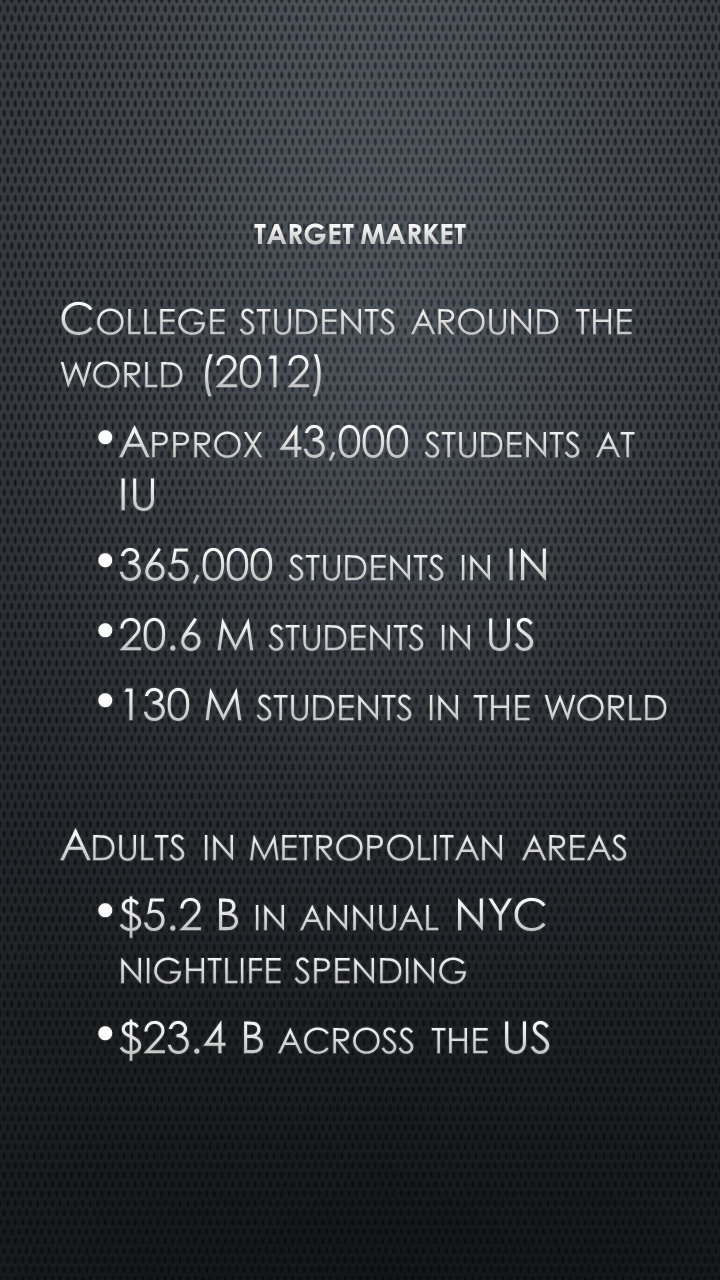 TARGET MARKET
College students around the
world (2012)
•Approx 43,000 students at
IU
•365,000 students in IN
•20.6 M students in US
•130 M students in the world
Adults in metropolitan areas
•$5.2 B in annual NYC
nightlife spending
•$23.4 B across the US